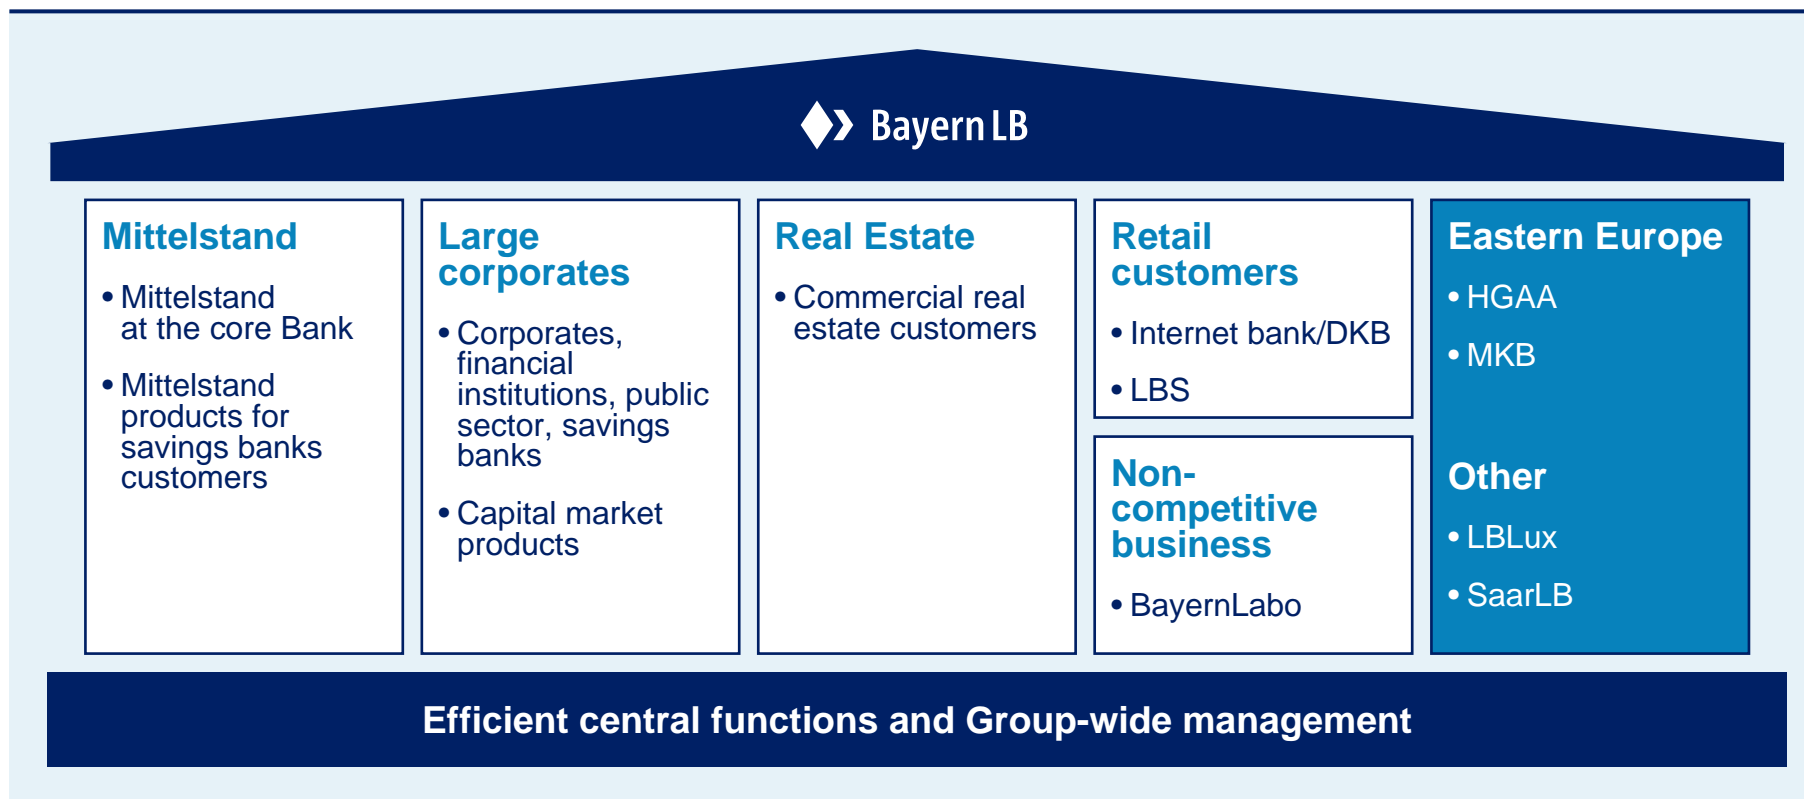 BayernLB
Mittelstand
• Mittelstand
at the core Bank
• Mittelstand
products for
savings banks
customers
Large
corporates
• Corporates,
financial
institutions, public
sector, savings
banks
• Capital market
products
Real Estate
• Commercial real
estate customers
Retail
customers
• Internet bank/DKB
• LBS
Non-
competitive
business
• BayernLabo
Eastern Europe
• HGAA
• MKB
Other
• LBLux
• SaarLB
Efficient central functions and Group-wide management